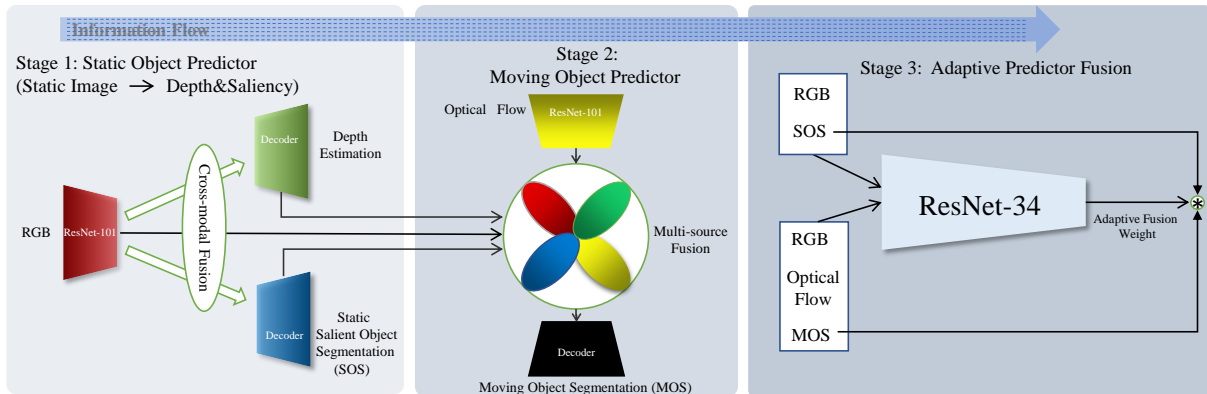 Information Flow
Stage 1: Static Object Predictor
(Static Image → Depth&Saliency)
RGB
ResNet-101
Cross-modal Fusion
Decoder
Depth
Estimation
Decoder
Static
Salient Object
Segmentation
(SOS)
Stage 2:
Moving Object Predictor
Optical Flow
ResNet-101
Multi-source
Fusion
Decoder
Moving Object Segmentation (MOS)
Stage 3: Adaptive Predictor Fusion
RGB
SOS
ResNet-34
RGB
Optical
Flow
MOS
Adaptive Fusion
Weight
*